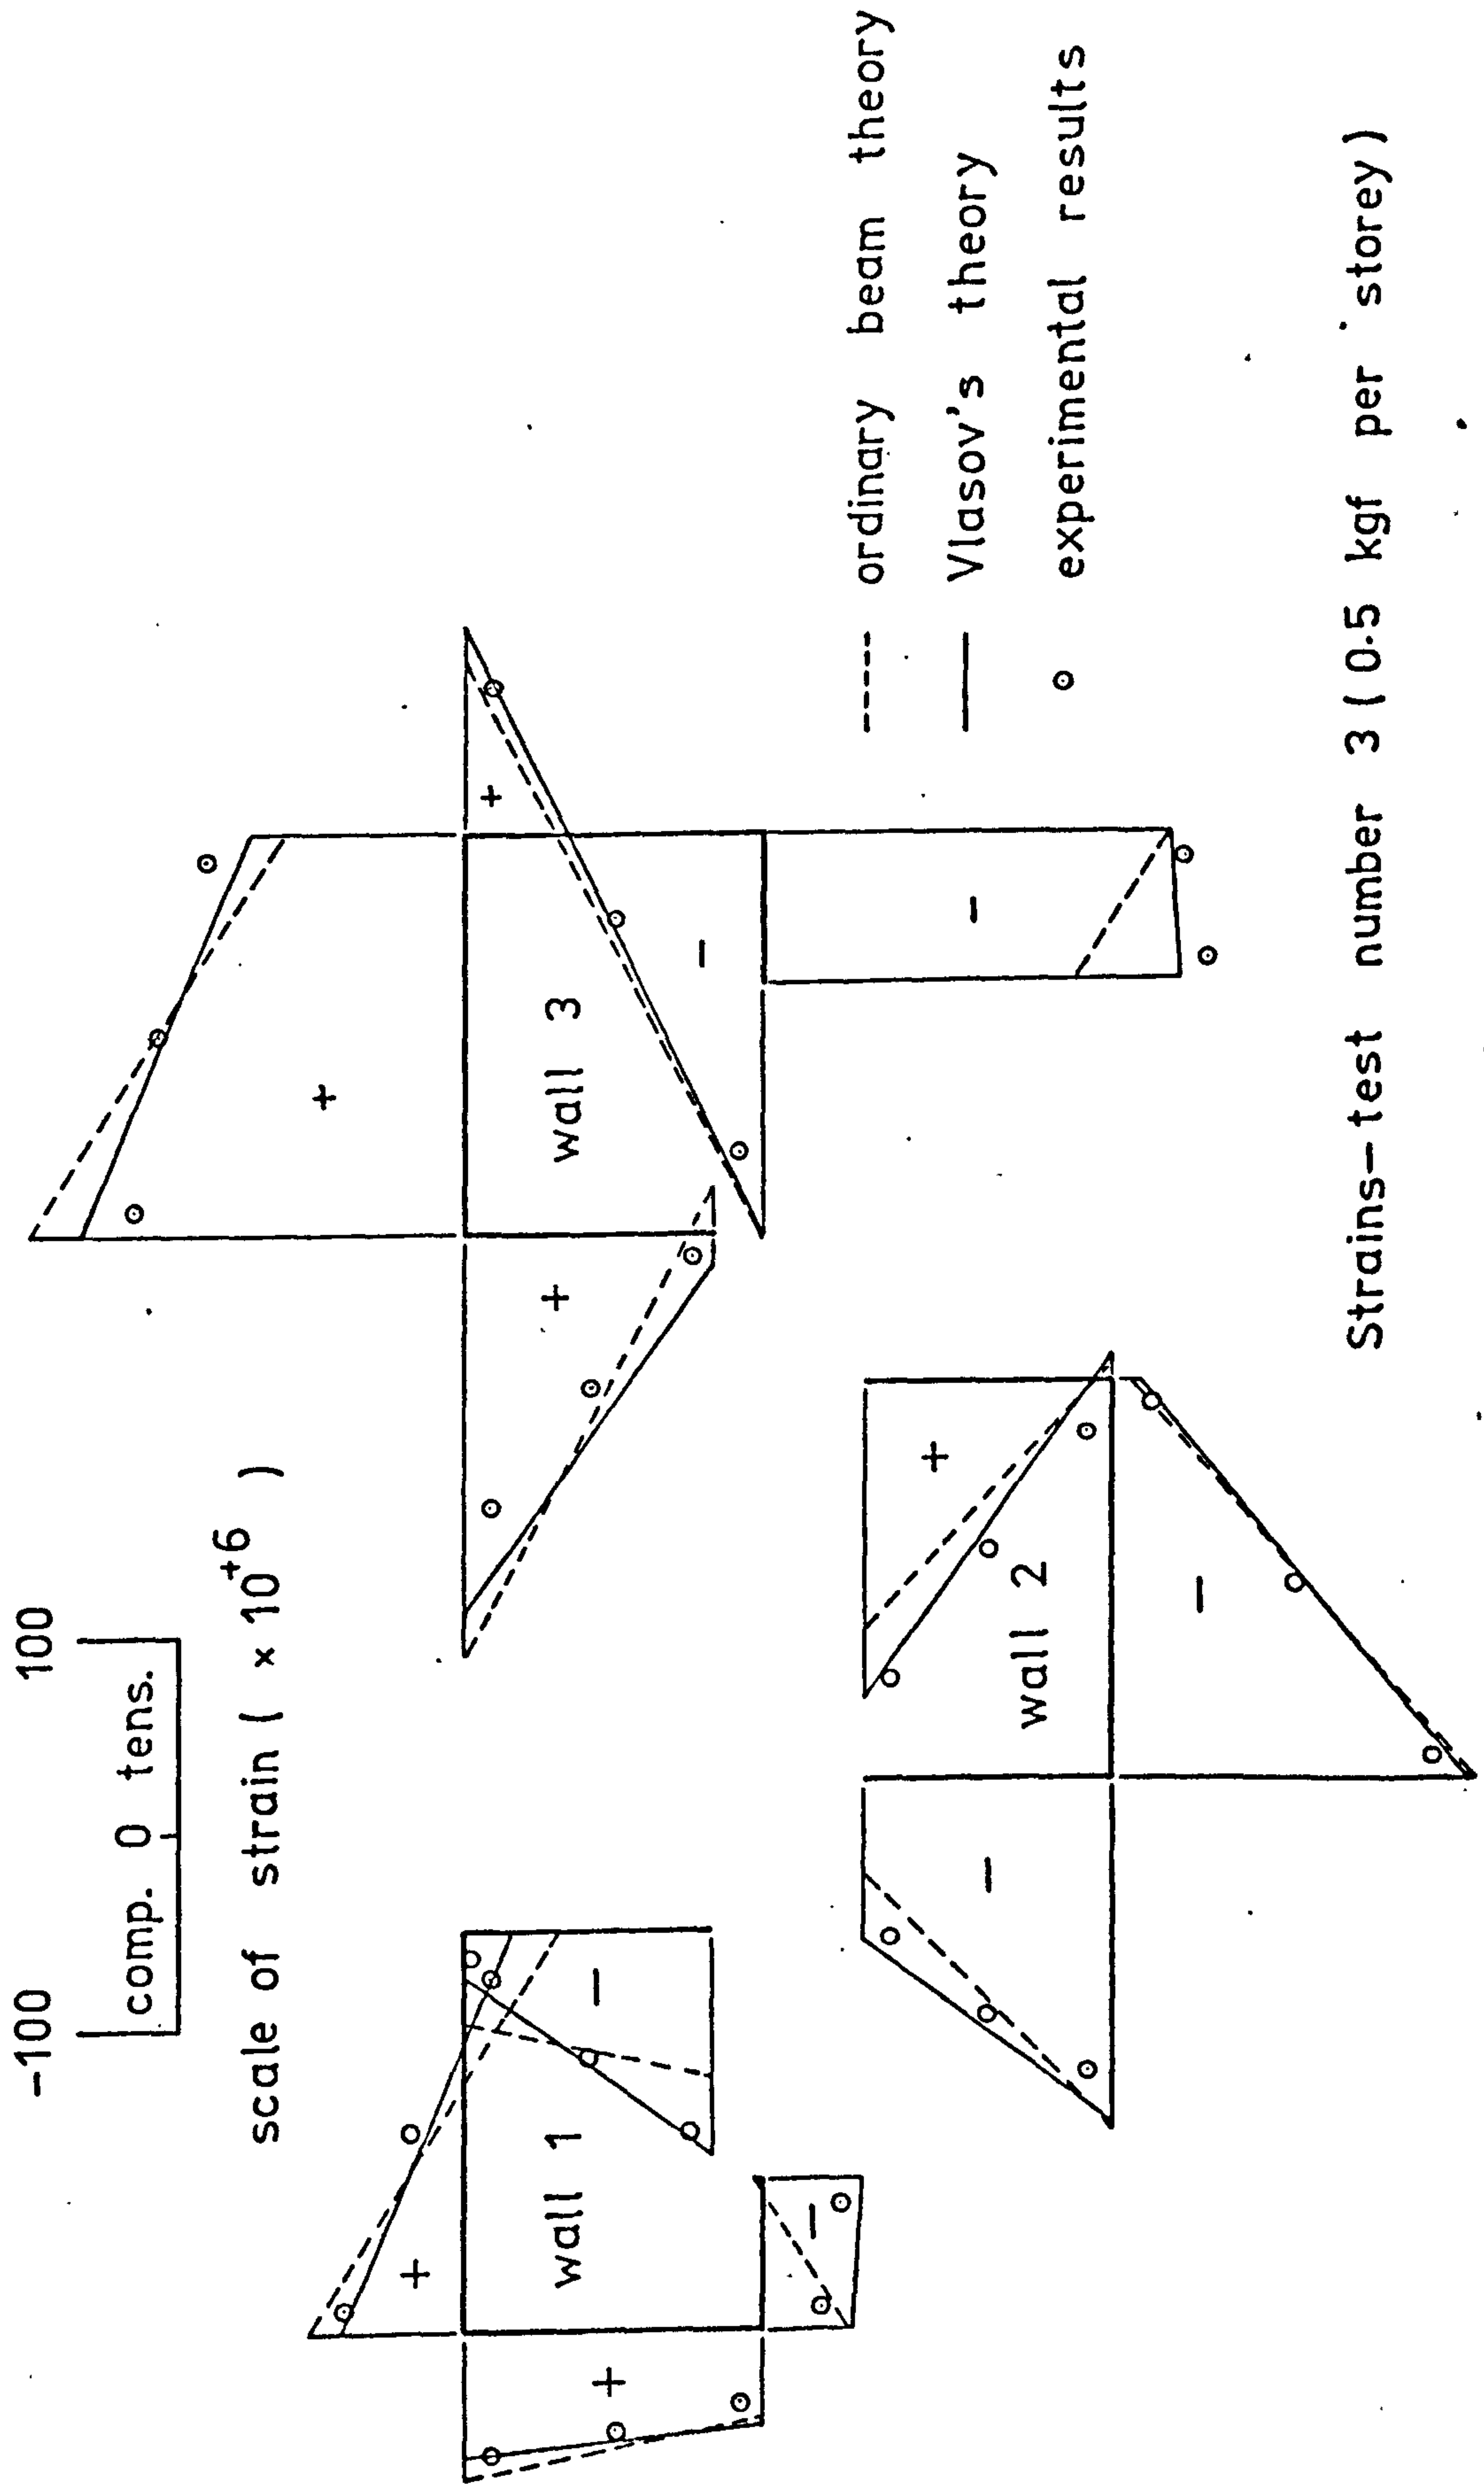 -100 100
comp. 0 tens.
scale of strain ( × 10⁺⁶ )
+
+
+
wall 3
-
-
+
wall 1
+
-
-
+
wall 2
-
-
ordinary beam theory
Vlasov's theory
experimental results
Strains-test number 3 (0.5 kgf per storey)